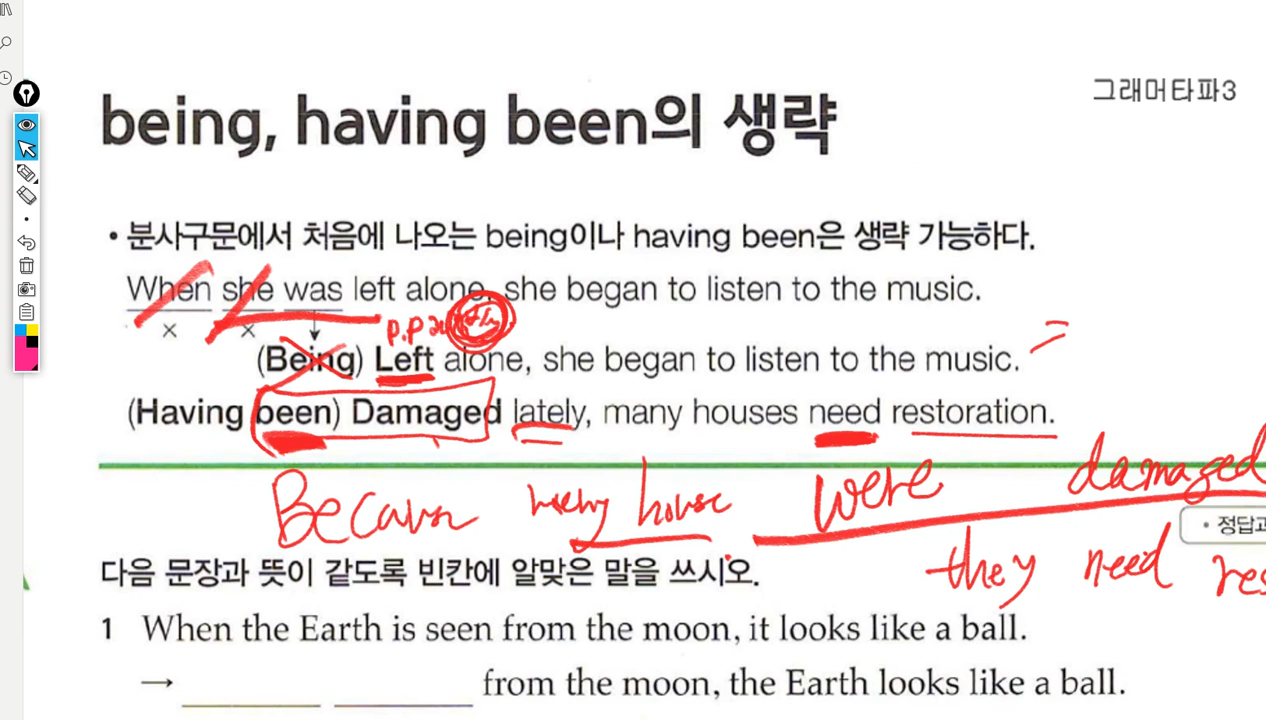 그래머타파3
being, having been의 생략
• 분사구문에서 처음에 나오는 being이나 having been은 생략 가능하다.
When she was left alone, she began to listen to the music.
× ×
p.p
(Being) Left alone, she began to listen to the music.
(Having been) Damaged lately, many houses need restoration.
Because many house were damaged
• 정답과
they need res
다음 문장과 뜻이 같도록 빈칸에 알맞은 말을 쓰시오.
1 When the Earth is seen from the moon, it looks like a ball.
→ from the moon, the Earth looks like a ball.